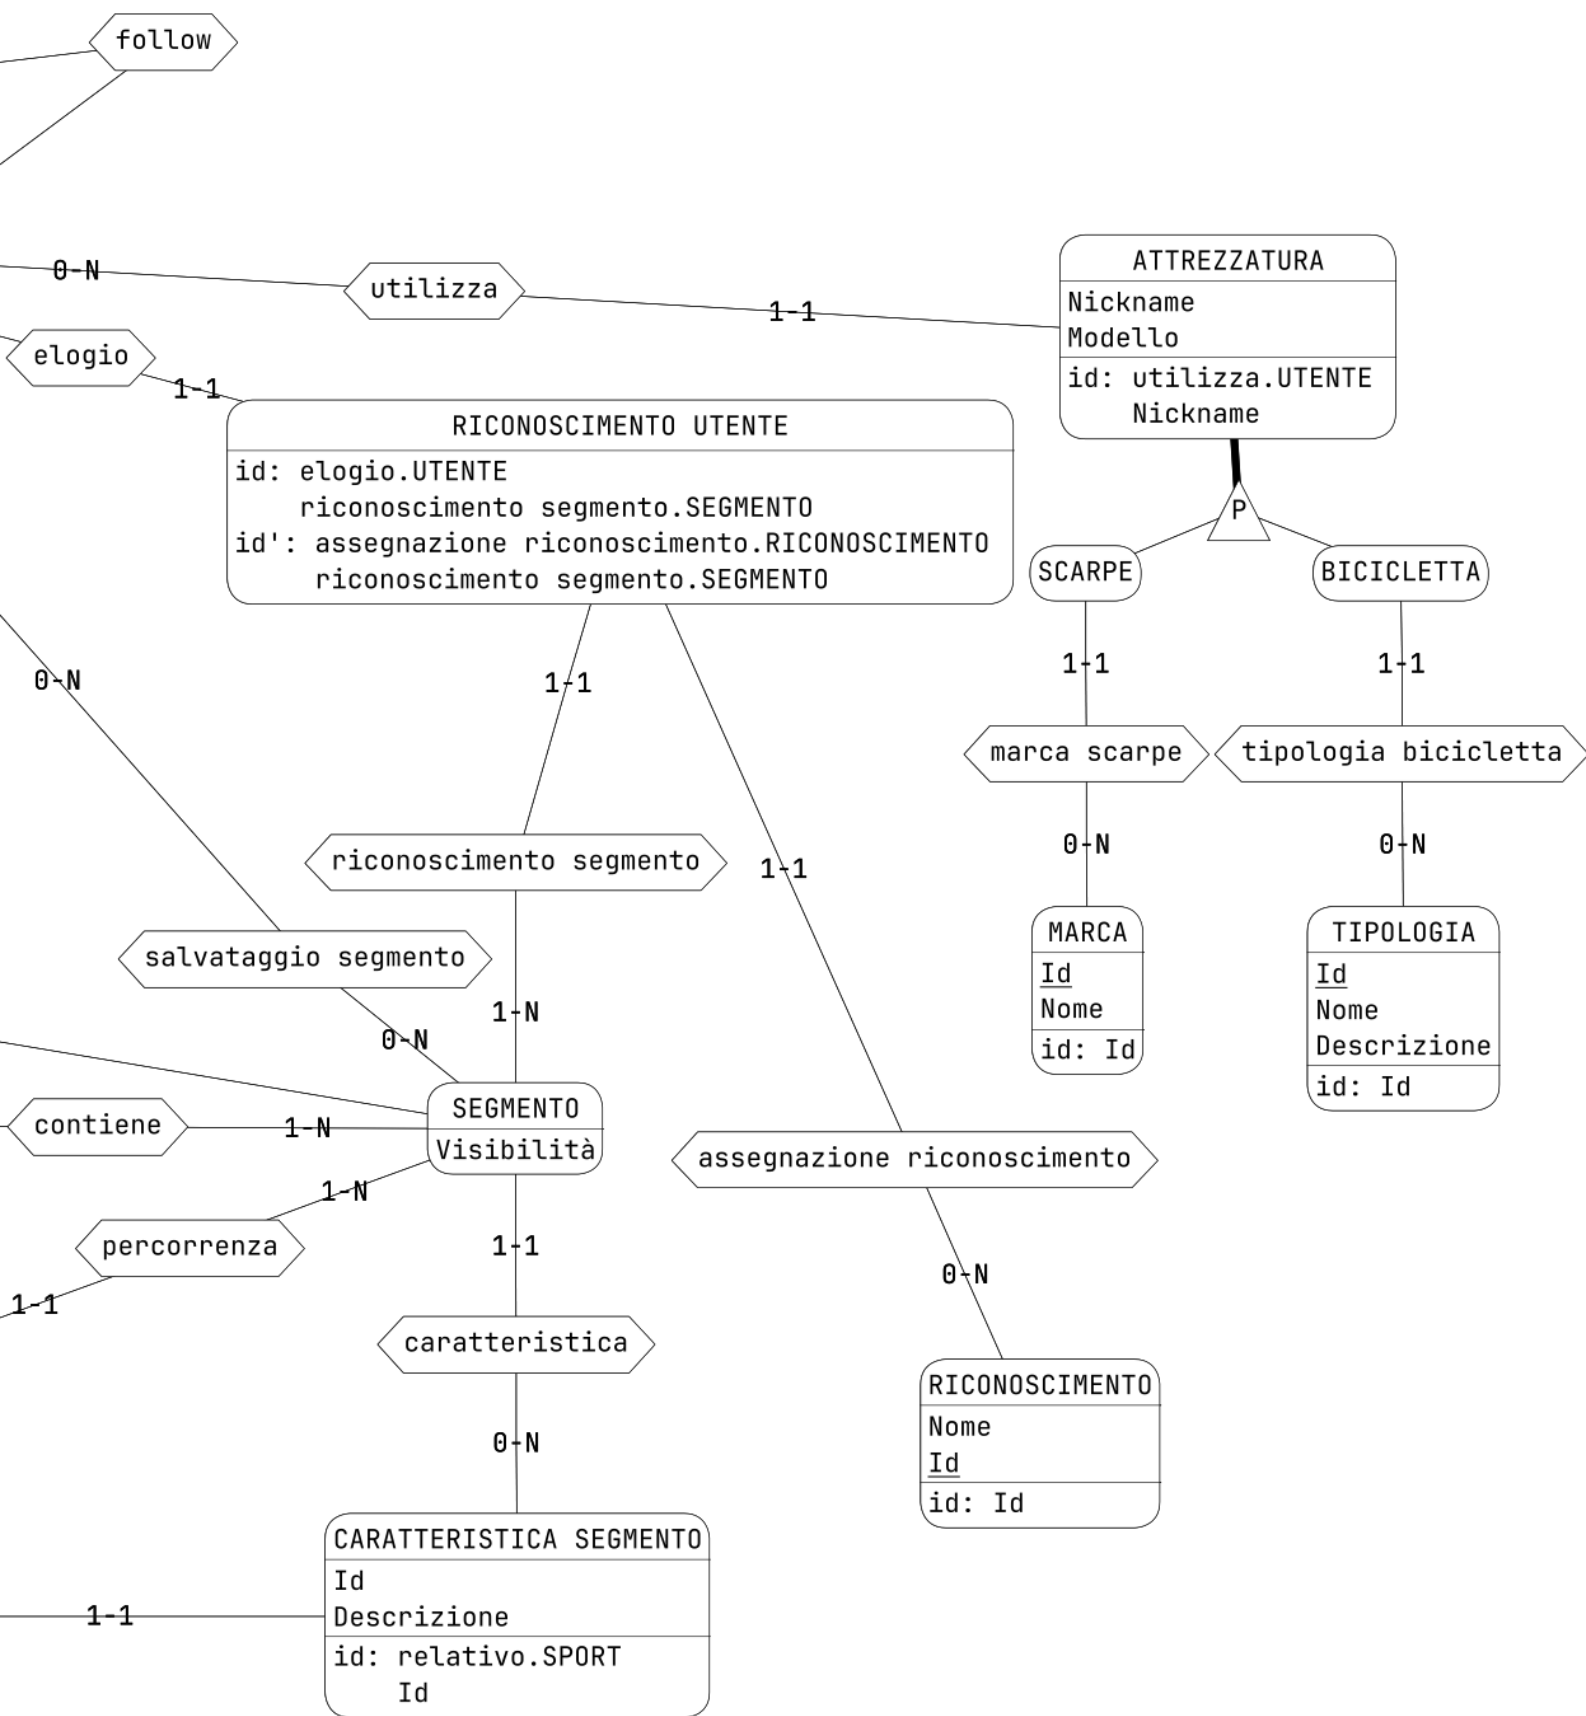 follow
0-N
utilizza
1-1
elogio
1-1
ATTREZZATURA
Nickname
Modello
id: utilizza.UTENTE
Nickname
RICONOSCIMENTO UTENTE
id: elogio.UTENTE
riconoscimento segmento.SEGMENTO
id': assegnazione riconoscimento.RICONOSCIMENTO
riconoscimento segmento.SEGMENTO
P
SCARPE
BICICLETTA
0-N
1-1
1-1
1-1
marca scarpe
tipologia bicicletta
riconoscimento segmento
1-1
0-N
0-N
salvataggio segmento
1-N
0-N
MARCA
Id
Nome
id: Id
TIPOLOGIA
Id
Nome
Descrizione
id: Id
SEGMENTO
Visibilità
contiene
1-N
1-N
percorrenza
1-1
1-1
assegnazione riconoscimento
0-N
caratteristica
0-N
RICONOSCIMENTO
Nome
Id
id: Id
CARATTERISTICA SEGMENTO
Id
Descrizione
id: relativo.SPORT
Id
1-1